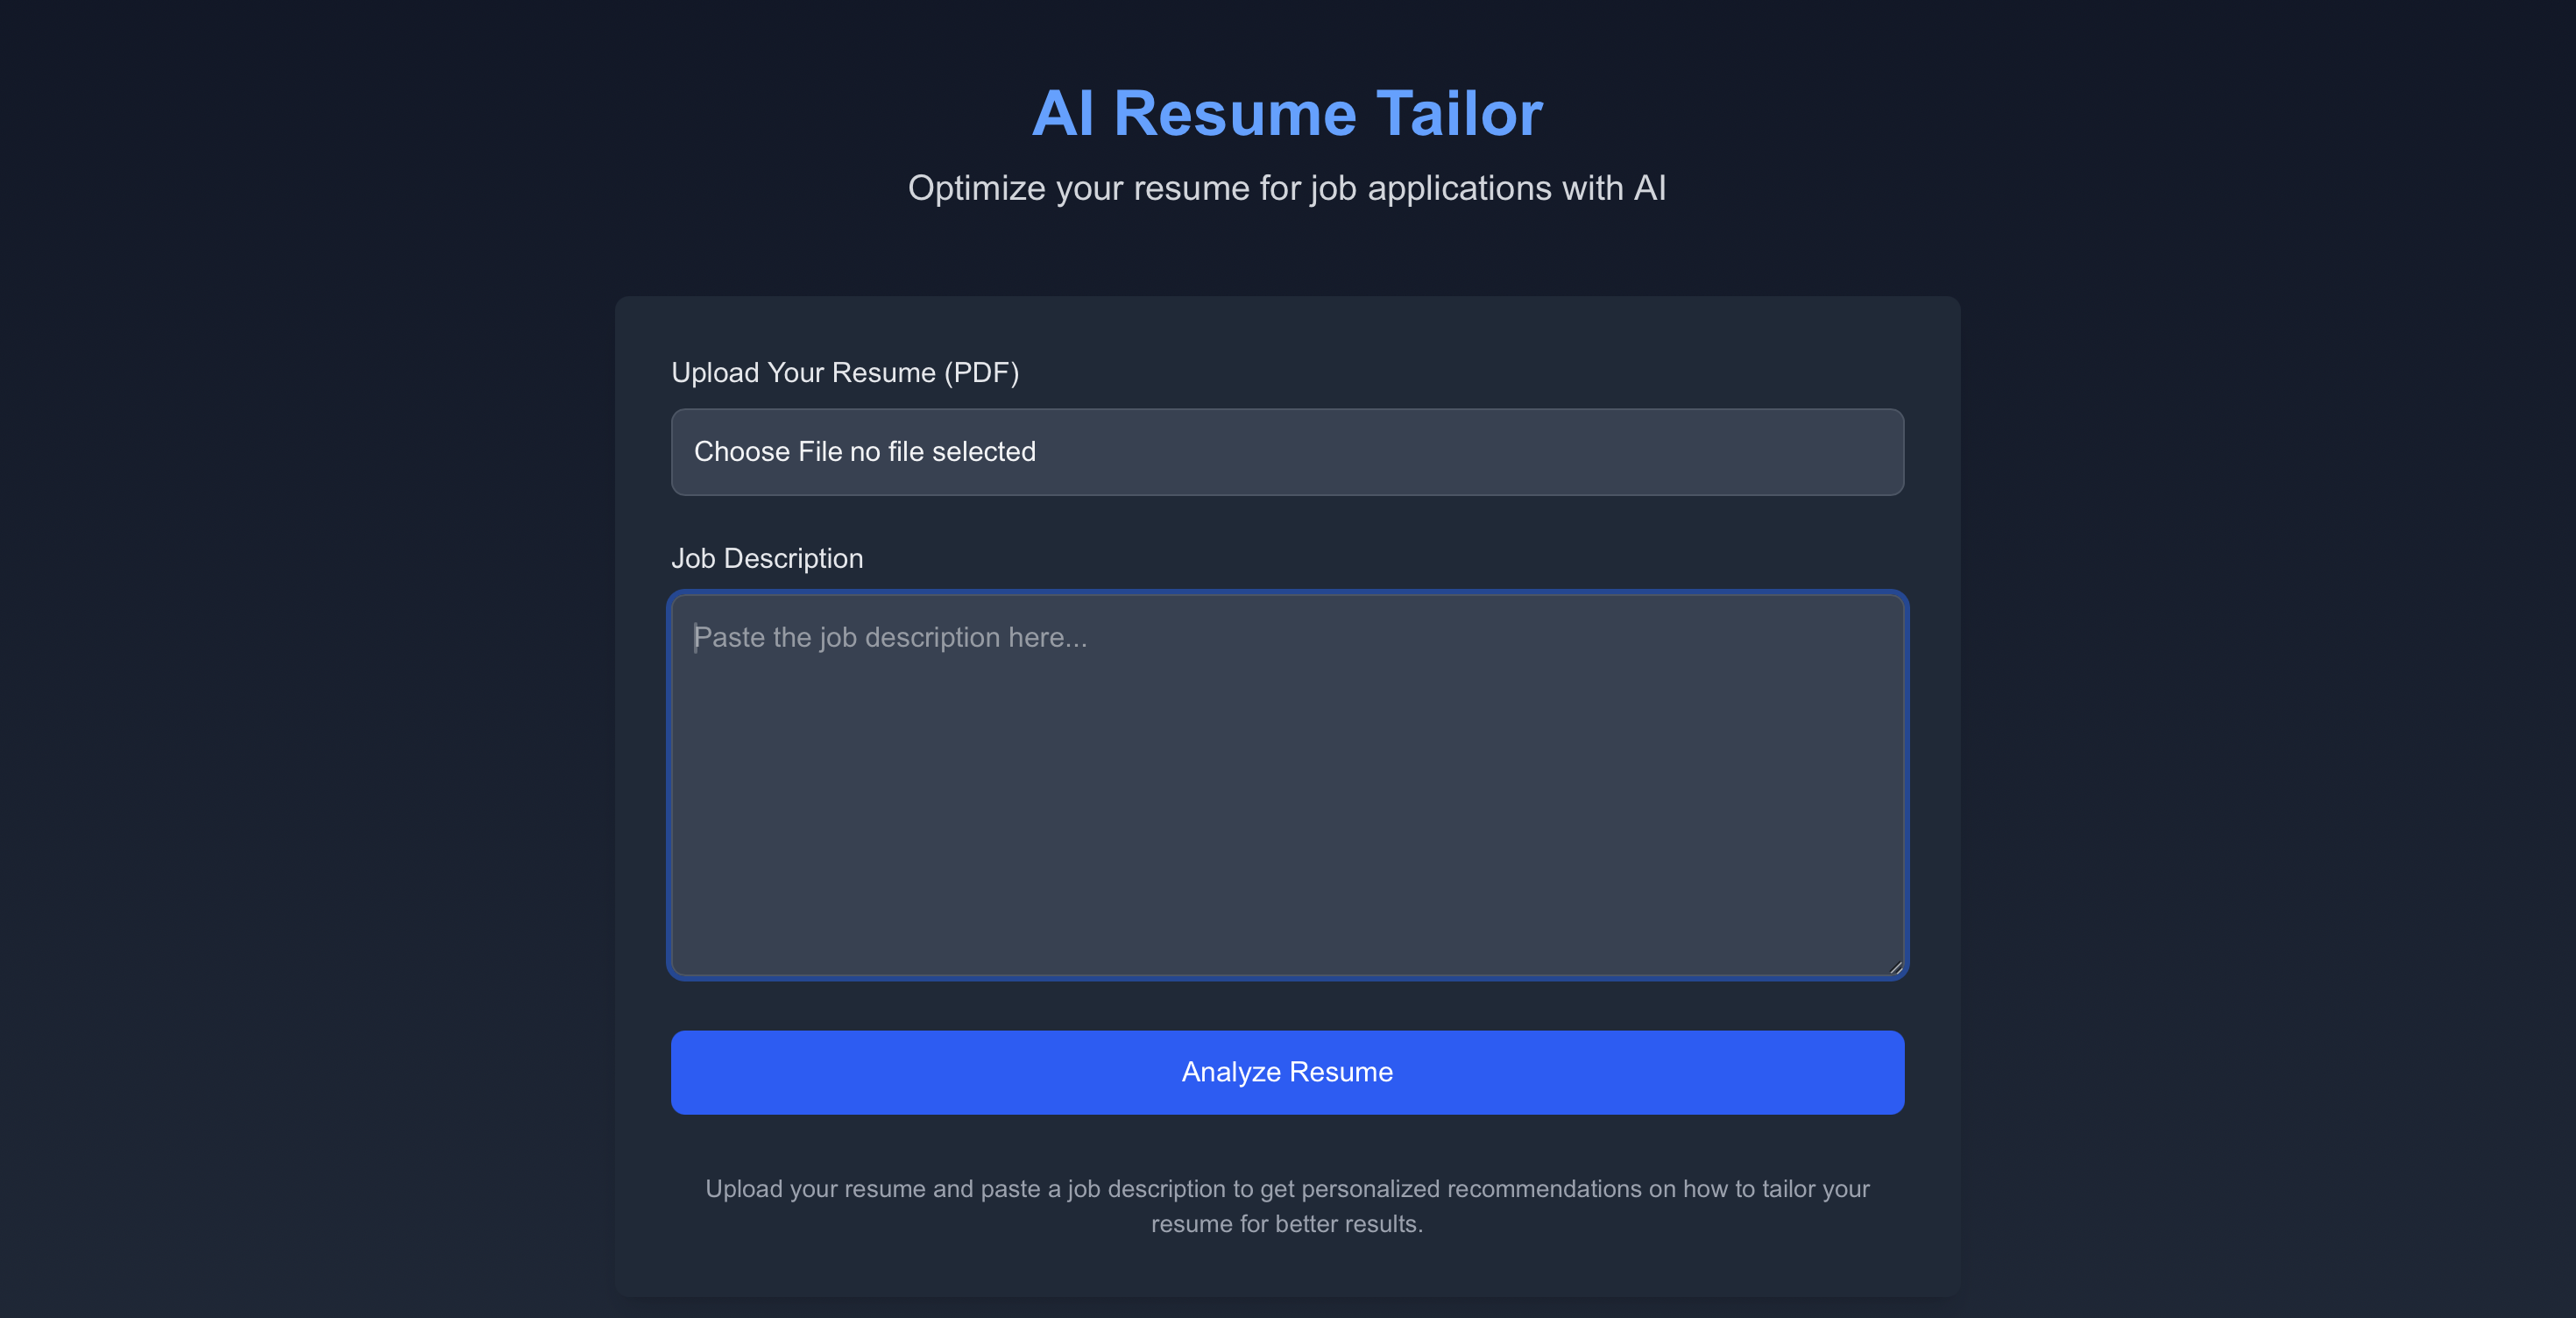 AI Resume Tailor
Optimize your resume for job applications with AI
Upload Your Resume (PDF)
Choose File no file selected
Job Description
Paste the job description here...
Analyze Resume
Upload your resume and paste a job description to get personalized recommendations on how to tailor your
resume for better results.